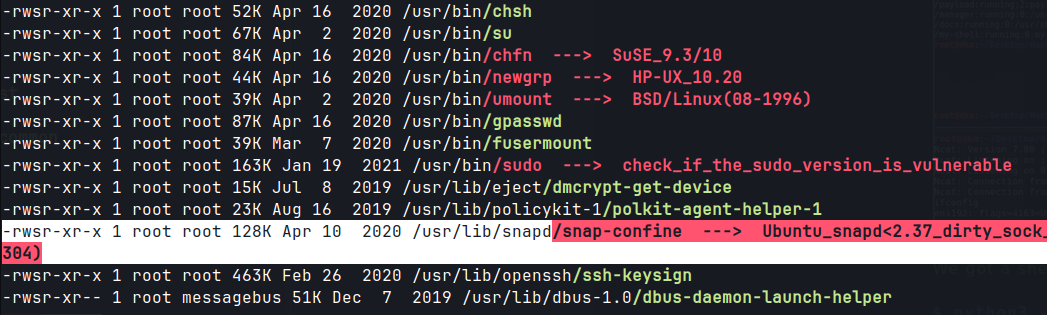 -rwsr-xr-x 1 root root 52K Apr 16  2020 /usr/bin/chsh
-rwsr-xr-x 1 root root 67K Apr  2  2020 /usr/bin/su
-rwsr-xr-x 1 root root 84K Apr 16  2020 /usr/bin/chfn  --->  SuSE_9.3/10
-rwsr-xr-x 1 root root 44K Apr 16  2020 /usr/bin/newgrp  --->  HP-UX_10.20
-rwsr-xr-x 1 root root 39K Apr  2  2020 /usr/bin/umount  --->  BSD/Linux(08-1996)
-rwsr-xr-x 1 root root 87K Apr 16  2020 /usr/bin/gpasswd
-rwsr-xr-x 1 root root 39K Mar  7  2020 /usr/bin/fusermount
-rwsr-xr-x 1 root root 163K Jan 19  2021 /usr/bin/sudo  --->  check_if_the_sudo_version_is_vulnerable
-rwsr-xr-x 1 root root 15K Jul  8  2019 /usr/lib/eject/dmcrypt-get-device
-rwsr-xr-x 1 root root 23K Aug 16  2019 /usr/lib/policykit-1/polkit-agent-helper-1
-rwsr-xr-x 1 root root 128K Apr 10  2020 /usr/lib/snapd/snap-confine  --->  Ubuntu_snapd<2.37_dirty_sock_
304)
-rwsr-xr-x 1 root root 463K Feb 26  2020 /usr/lib/openssh/ssh-keysign
-rwsr-xr-- 1 root messagebus 51K Dec  7  2019 /usr/lib/dbus-1.0/dbus-daemon-launch-helper